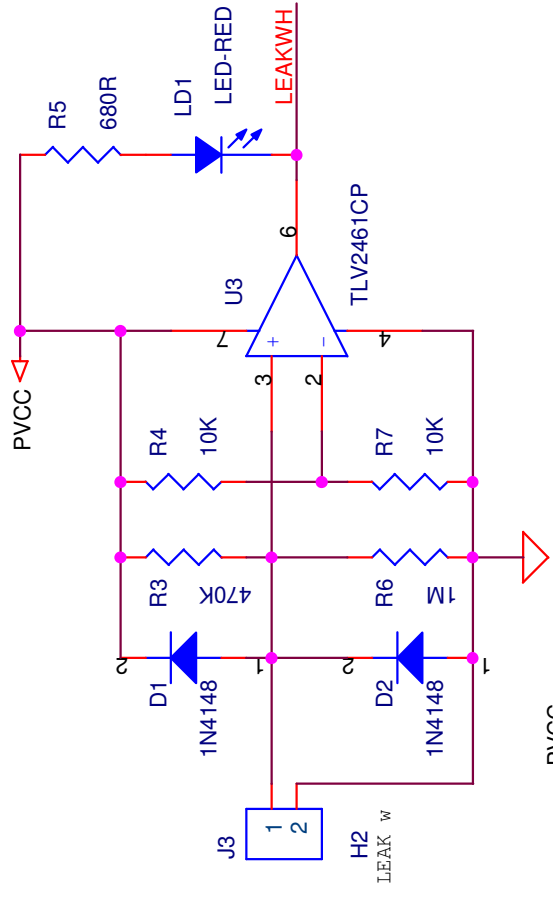 PVCC
R5
680R
LD1
LED-RED
LEAKWH
R4
10K
R3
470K
D1
1N4148
2
1
7
3
2
+
-
U3
6
4
TLV2461CP
R7
10K
R6
1M
D2
1N4148
2
1
J3
1
2
H2
LEAK w
PVCC